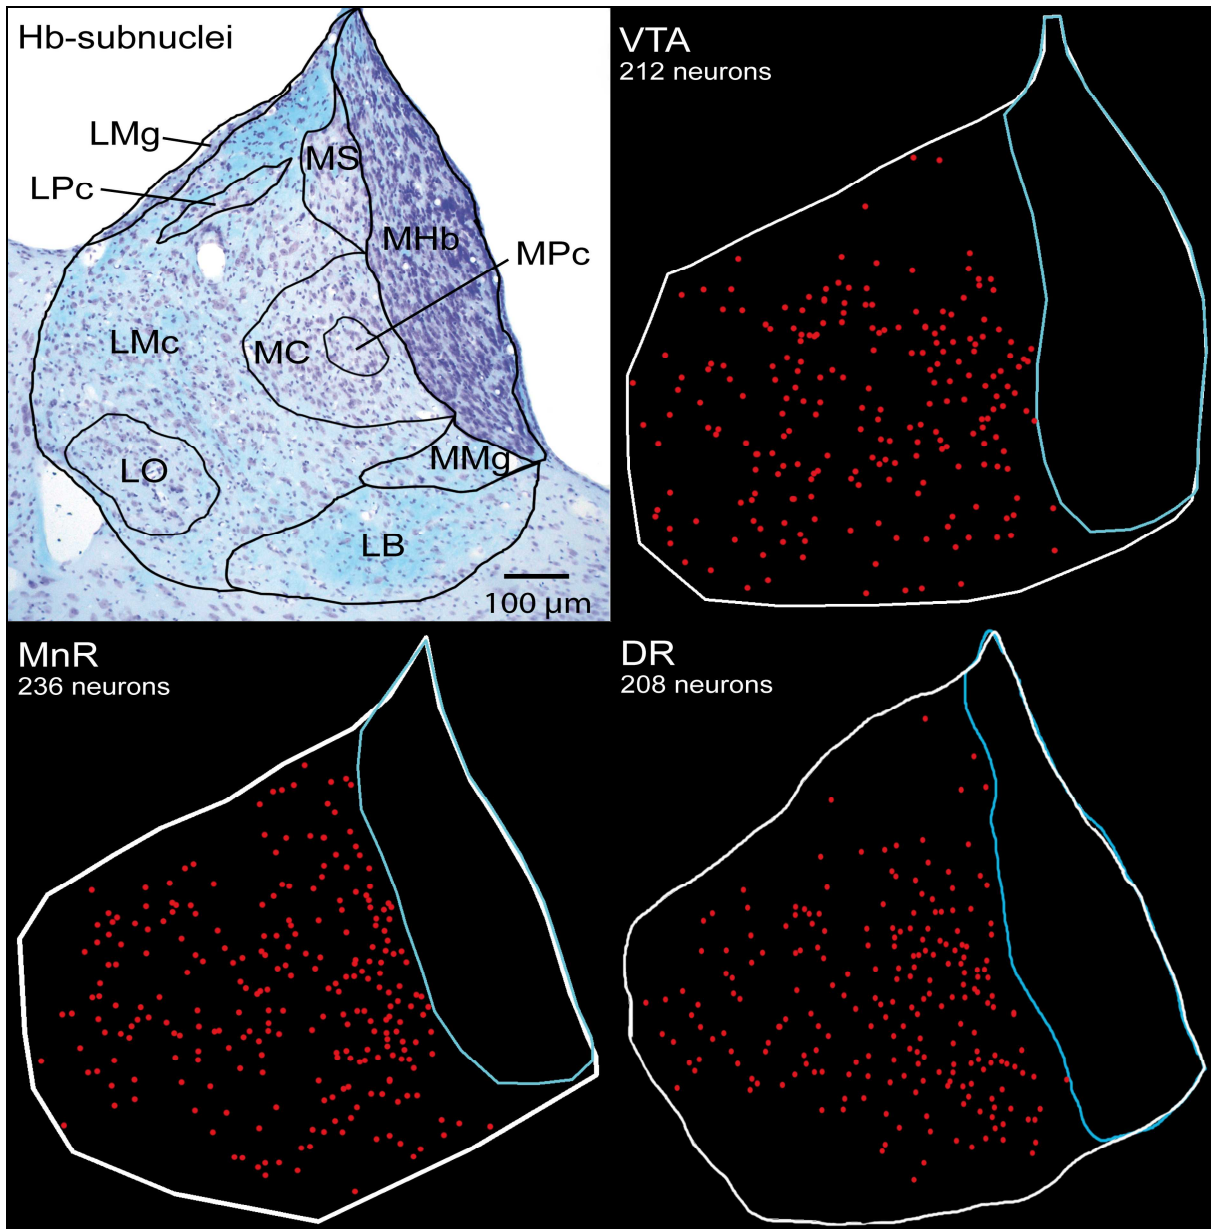 Hb-subnuclei
LMg
LPc
MS
MHb
MPc
LMc
MC
LO
MMg
LB
100 µm
VTA
212 neurons
MnR
236 neurons
DR
208 neurons